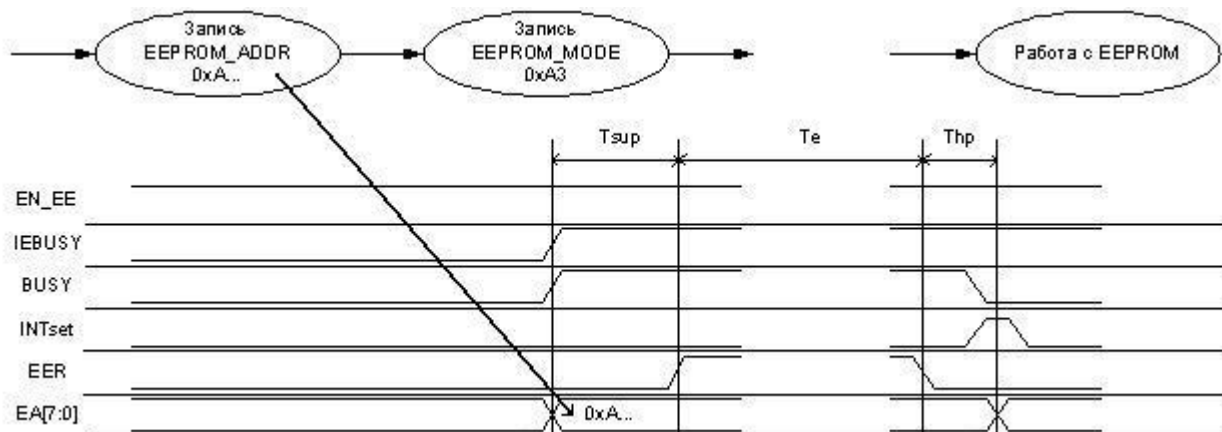 Запись
EEPROM_ADDR
0xA...
Запись
EEPROM_MODE
0xA3
Работа с EEPROM
Tsup
Te
Thp
EN_EE
IEBUSY
BUSY
INTset
EER
EA[7:0]
0xA...